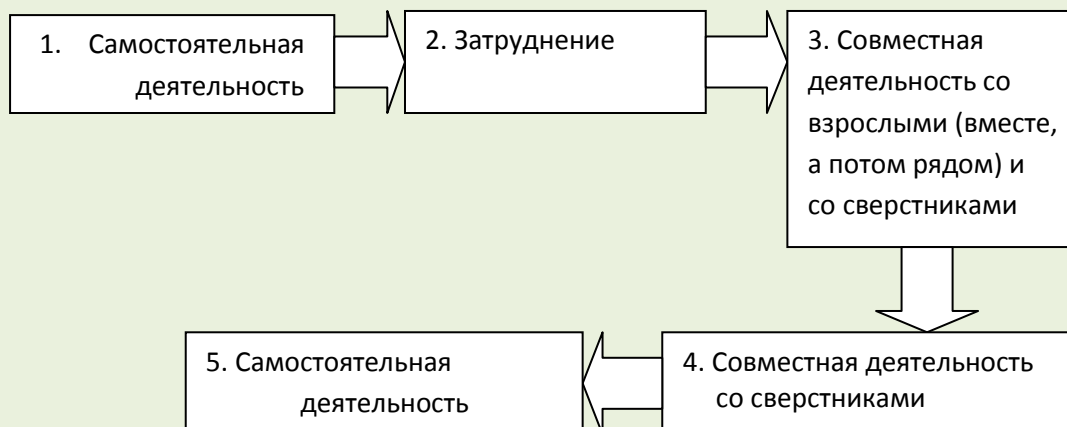 1. Самостоятельная
деятельность
2. Затруднение
3. Совместная
деятельность со
взрослыми (вместе,
а потом рядом) и
со сверстниками
4. Совместная деятельность
со сверстниками
5. Самостоятельная
деятельность